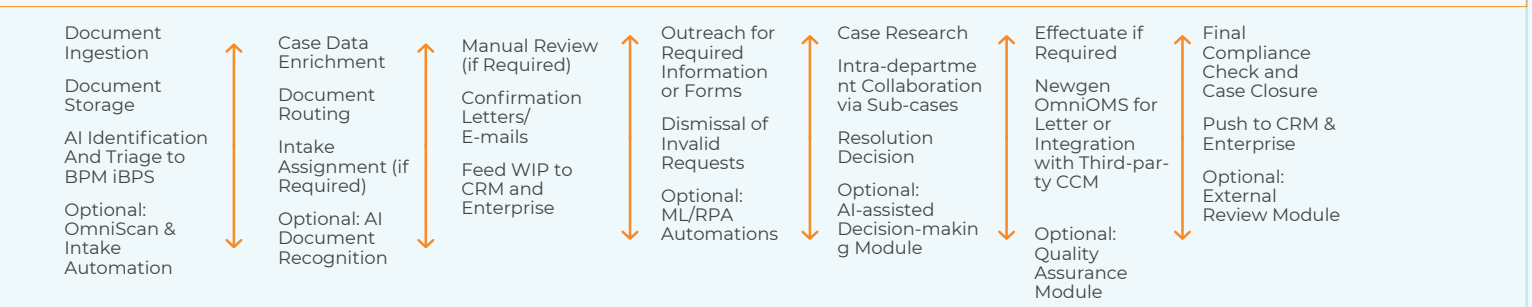 Document
Ingestion
Document
Storage
AI Identification
And Triage to
BPM iBPS
Optional:
OmniScan &
Intake
Automation
Case Data
Enrichment
Document
Routing
Intake
Assignment (if
Required)
Optional: AI
Document
Recognition
Manual Review
(if Required)
Confirmation
Letters/
E-mails
Feed WIP to
CRM and
Enterprise
Outreach for
Required
Information
or Forms
Dismissal of
Invalid
Requests
Optional:
ML/RPA
Automations
Case Research
Intra-departme
nt Collaboration
via Sub-cases
Resolution
Decision
Optional:
AI-assisted
Decision-makin
g Module
Effectuate if
Required
Newgen
OmniOMS for
Letter or
Integration
with Third-par-
ty CCM
Optional:
Quality
Assurance
Module
Final
Compliance
Check and
Case Closure
Push to CRM &
Enterprise
Optional:
External
Review Module